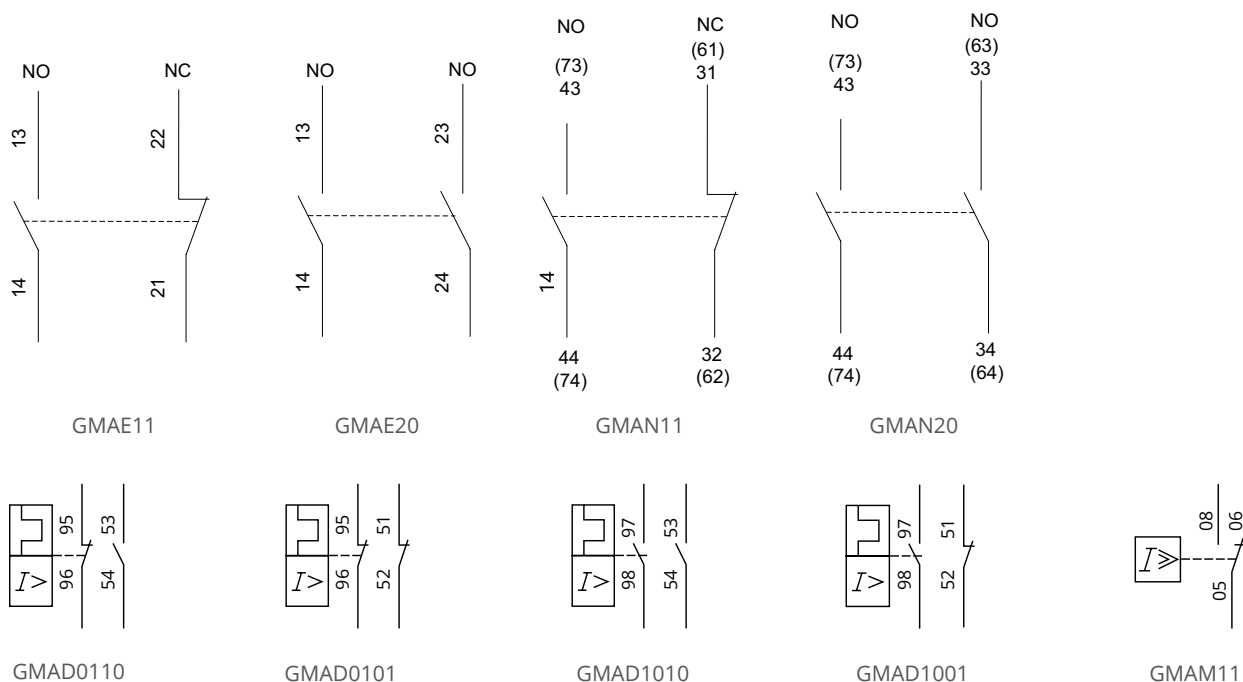 NO NC
13 22
14 21
GMAE11
NO NO
13 23
14 24
GMAE20
NO NC
(73) (61)
43 31
14
44 32
(74) (62)
GMAN11
NO NO
(73) (63)
43 33
44 34
(74) (64)
GMAN20
95 53
I>
96 54
GMAD0110
95 51
I>
96 52
GMAD0101
97 53
I>
98 54
GMAD1010
97 51
I>
98 52
GMAD1001
08 06
I⪢
05
GMAM11